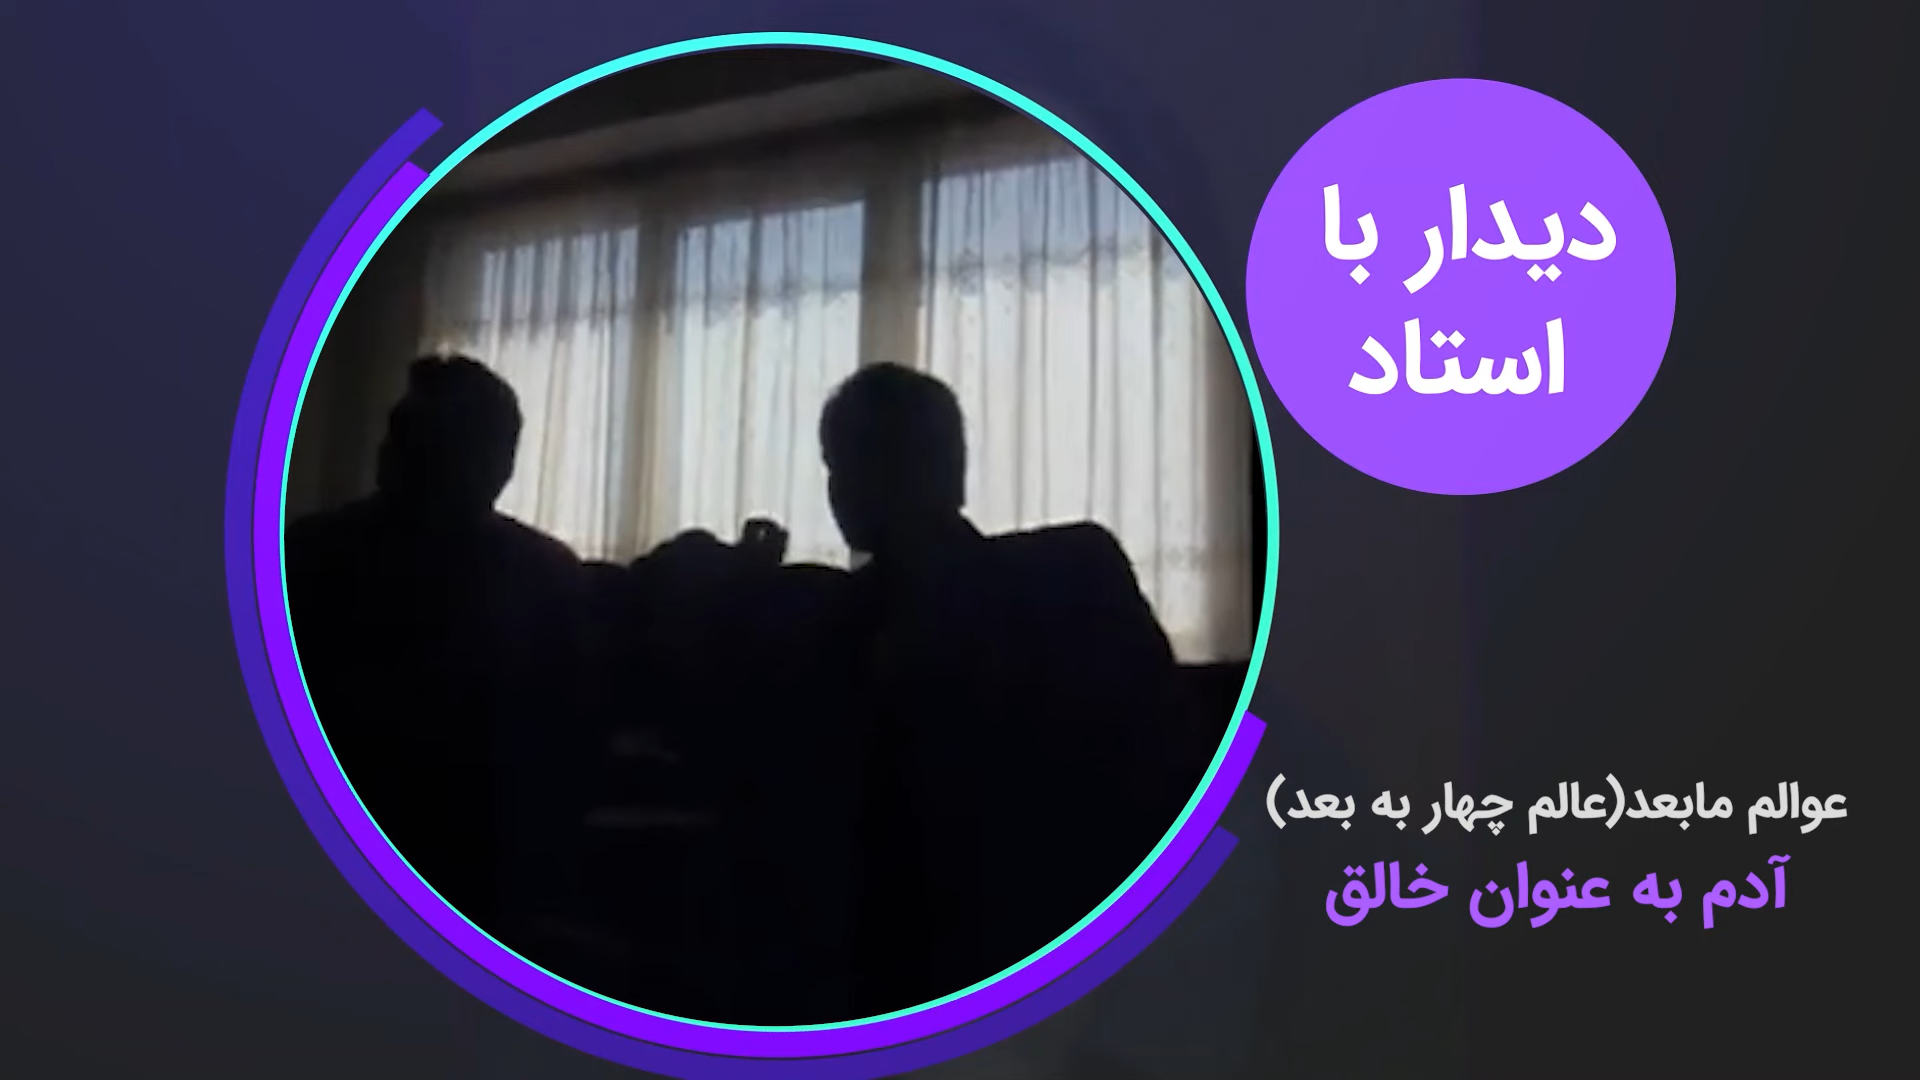 دیدار با
استاد
عوالم مابعد(عالم چهار به بعد)
آدم به عنوان خالق